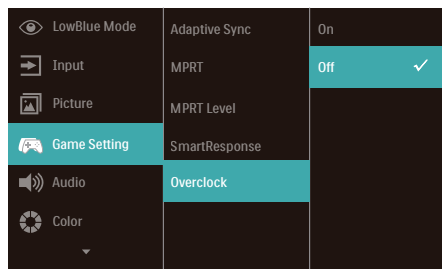 LowBlue Mode
Input
Picture
Game Setting
Audio
Color
Adaptive Sync
MPRT
MPRT Level
SmartResponse
Overclock
On
Off